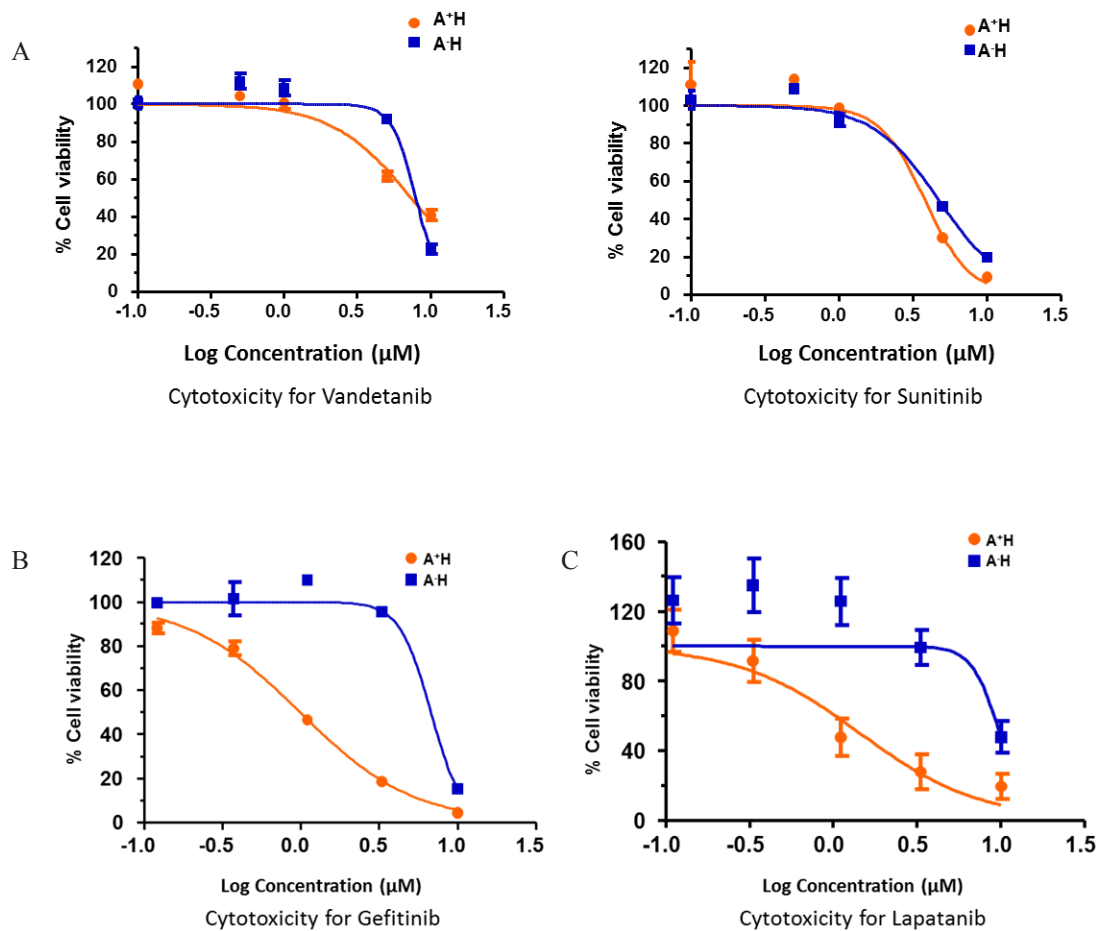 A
A⁺H
A⁻H
120
100
80
60
40
20
0
% Cell viability
-1.0 -0.5 0.0 0.5 1.0 1.5
Log Concentration (µM)
Cytotoxicity for Vandetanib
A⁺H
A⁻H
120
100
80
60
40
20
0
% Cell viability
-1.0 -0.5 0.0 0.5 1.0 1.5
Log Concentration (µM)
Cytotoxicity for Sunitinib
B
A⁺H
A⁻H
120
100
80
60
40
20
0
% Cell viability
-1.0 -0.5 0.0 0.5 1.0 1.5
Log Concentration (µM)
Cytotoxicity for Gefitinib
C
A⁺H
A⁻H
160
120
80
40
0
% Cell viability
-1.0 -0.5 0.0 0.5 1.0 1.5
Log Concentration (µM)
Cytotoxicity for Lapatanib